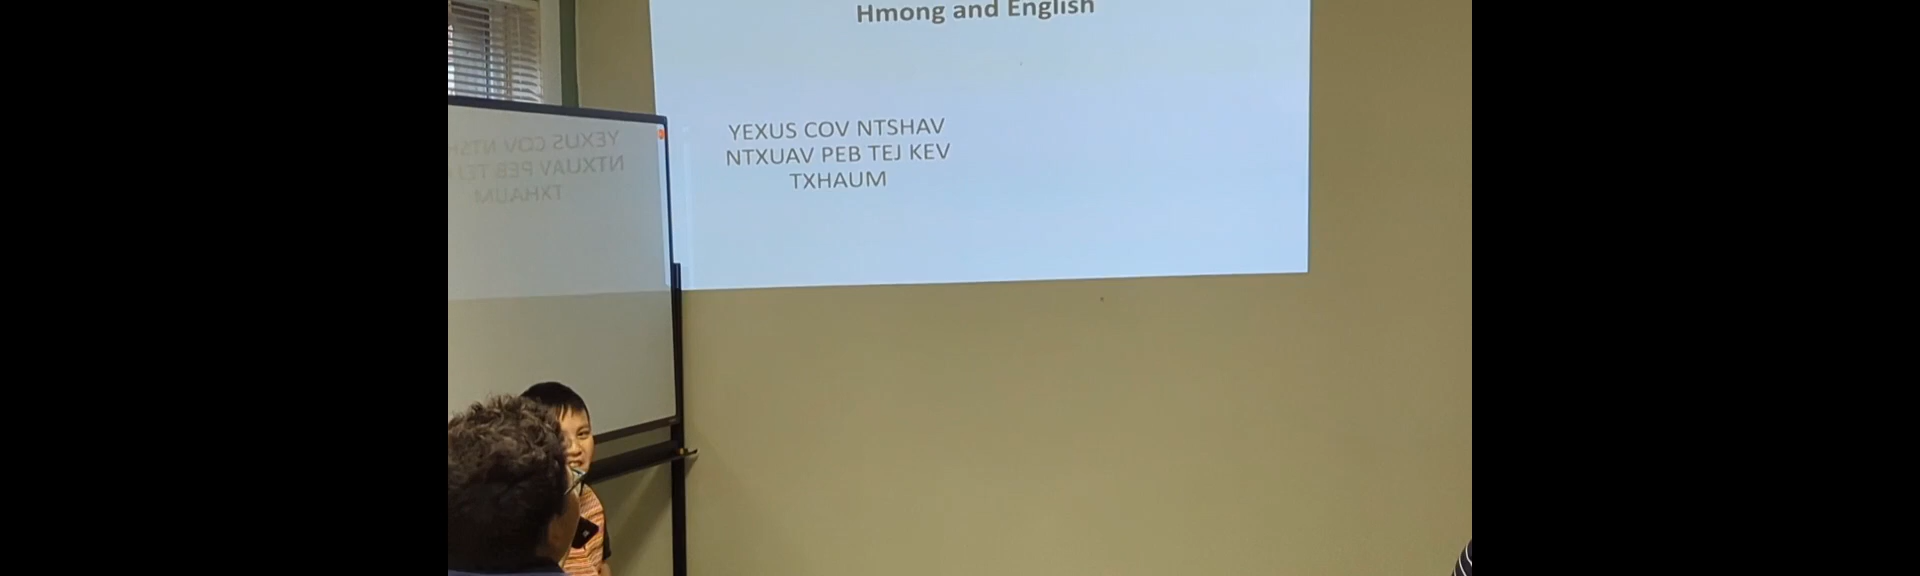 Hmong and English
YEXUS COV NTSHAV
NTXUAV PEB TEJ KEV
TXHAUM